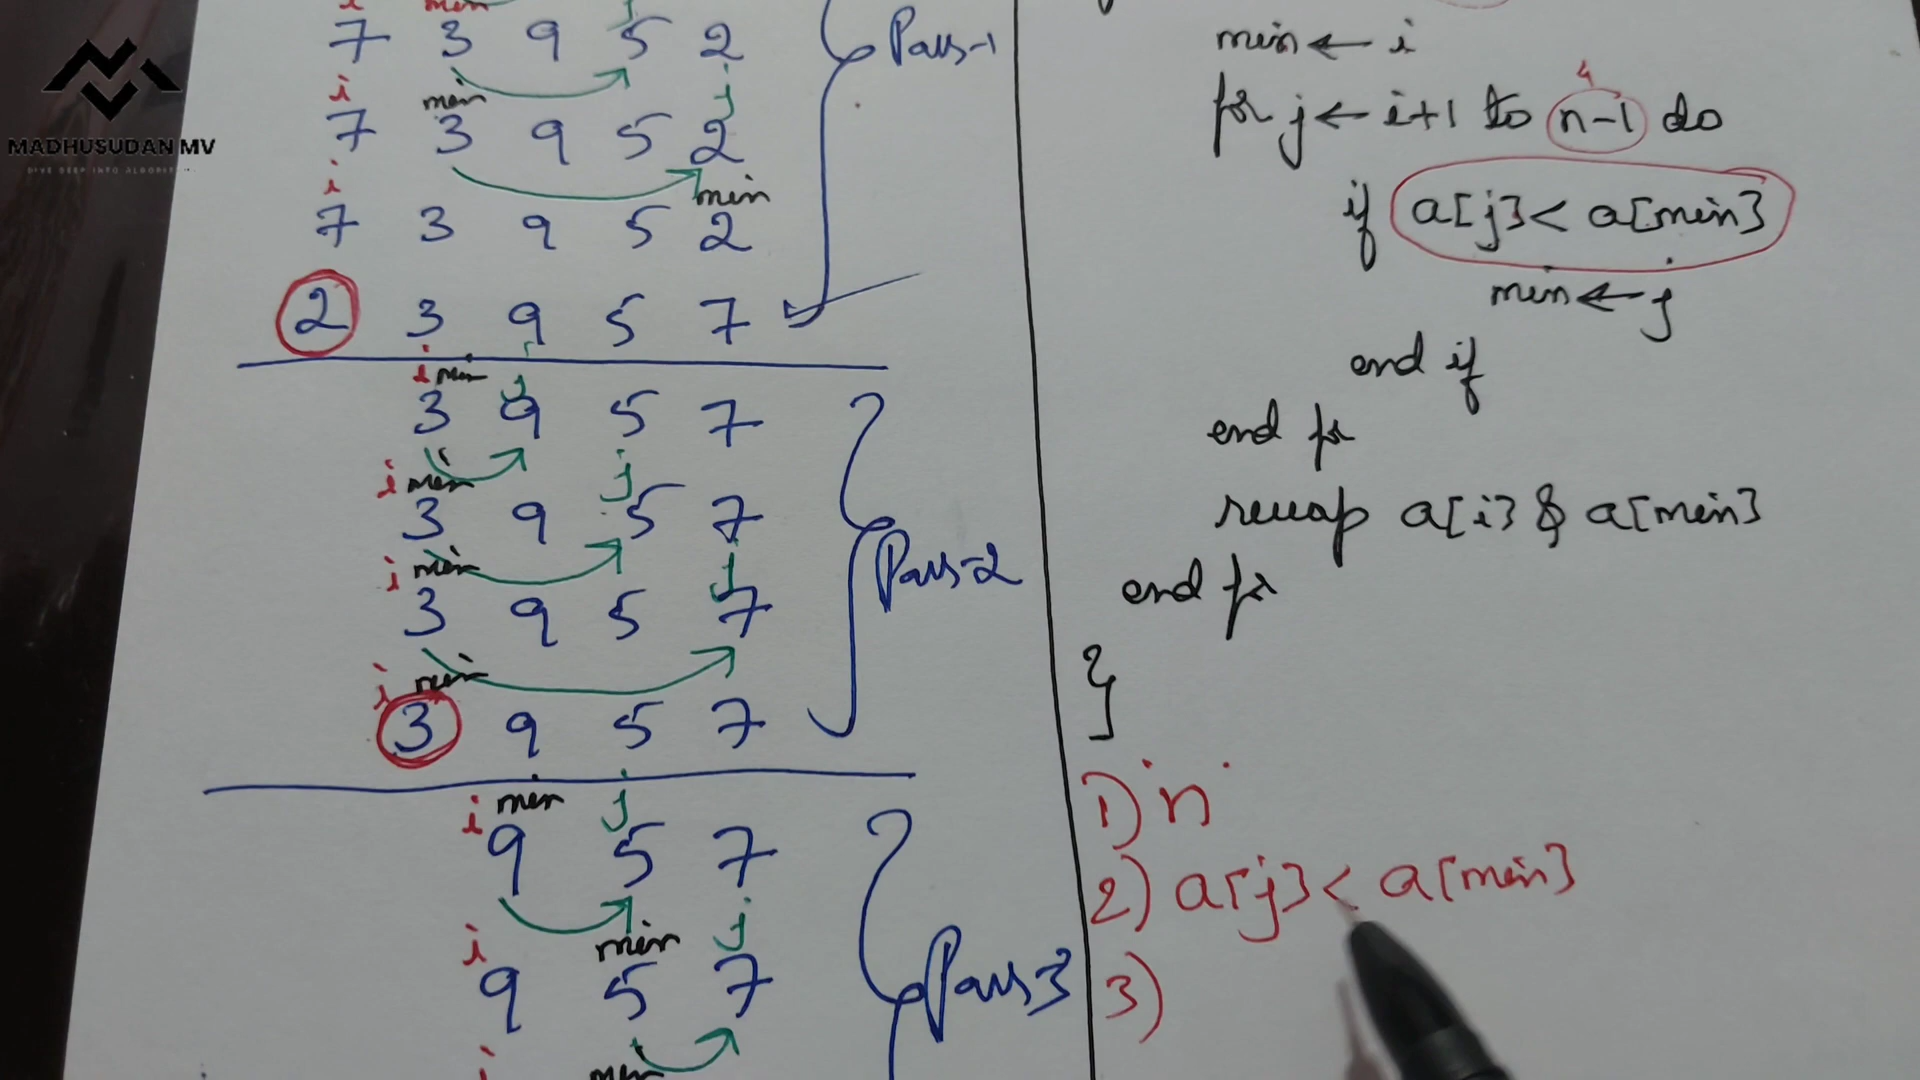 MADHUSUDAN MV
i min j
7 3 9 5 2
i min j
7 3 9 5 2
i min
7 3 9 5 2
2 3 9 5 7
Pass-1
i min j
3 9 5 7
i min j
3 9 5 7
i min j
3 9 5 7
i min
3 9 5 7
Pass-2
i min j
9 5 7
i min j
9 5 7
i min
Pass 3
min ← i
4
for j ← i+1 to n-1 do
if a[j] < a[min]
min ← j
end if
end for
swap a[i] & a[min]
end for
}
1) n
2) a[j] < a[min]
3)